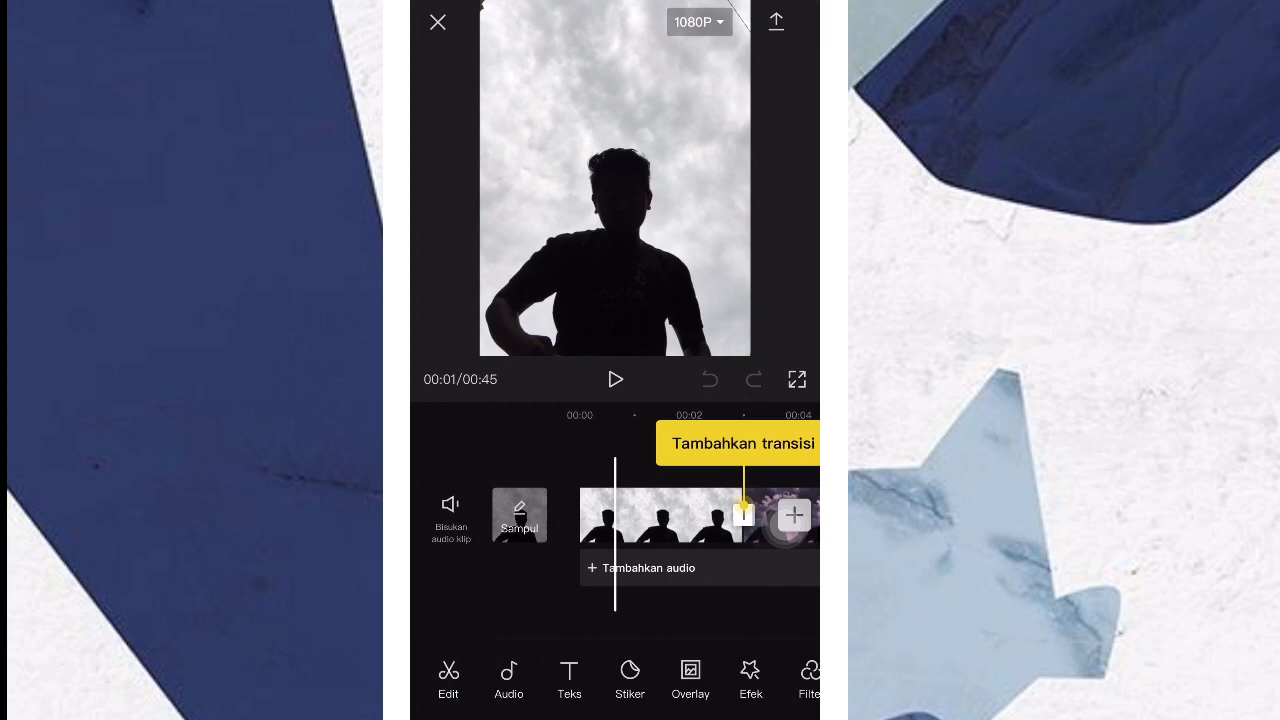 1080P
00:01/00:45
00:00
00:02
00:04
Tambahkan transisi
Bisukan
audio klip
Sampul
+ Tambahkan audio
Edit
Audio
Teks
Stiker
Overlay
Efek
Filte